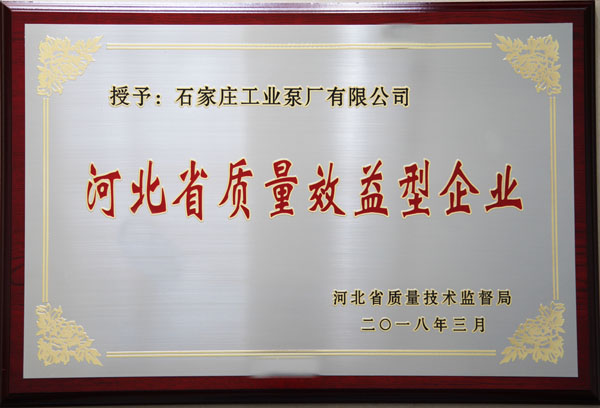 授予：石家庄工业泵厂有限公司
河北省质量效益型企业
河北省质量技术监督局
二〇一八年三月